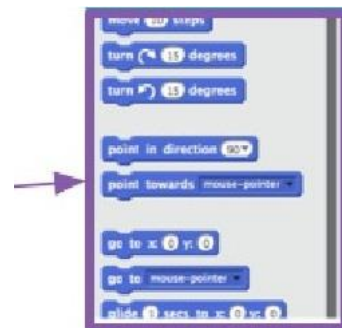 move 10 steps
turn 15 degrees
turn 15 degrees
point in direction 90
point towards mouse-pointer
go to x: 0 y: 0
go to mouse-pointer
glide 1 secs to x: 0 y: 0